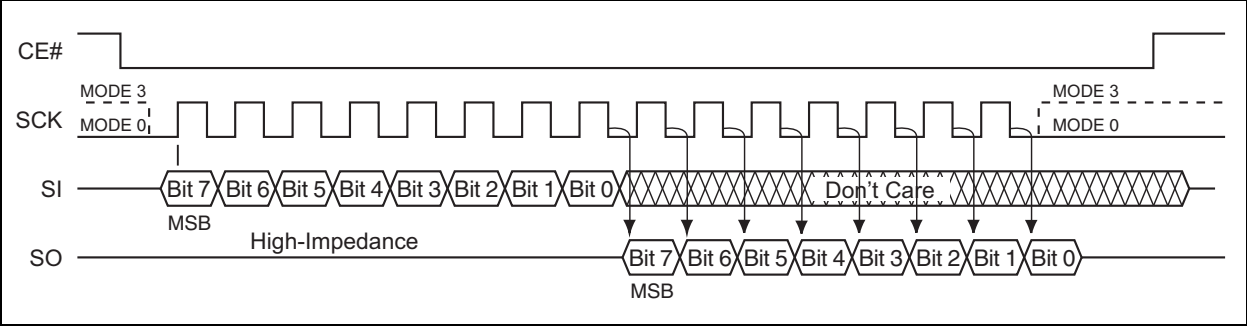 CE#
MODE 3 MODE 3
SCK MODE 0 MODE 0
SI Bit 7 Bit 6 Bit 5 Bit 4 Bit 3 Bit 2 Bit 1 Bit 0 Don't Care
MSB
High-Impedance
SO Bit 7 Bit 6 Bit 5 Bit 4 Bit 3 Bit 2 Bit 1 Bit 0
MSB